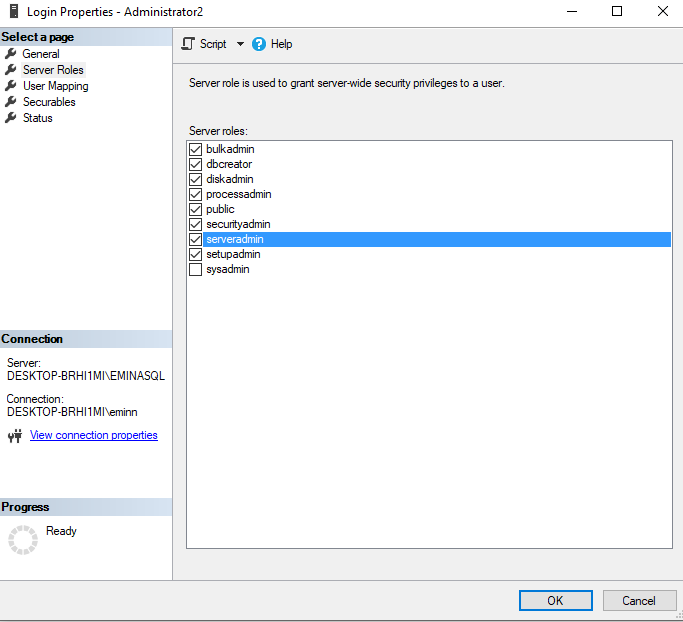 Login Properties - Administrator2
Select a page
General
Server Roles
User Mapping
Securables
Status
Script
Help
Server role is used to grant server-wide security privileges to a user.
Server roles:
bulkadmin
dbcreator
diskadmin
processadmin
public
securityadmin
serveradmin
setupadmin
sysadmin
Connection
Server:
DESKTOP-BRHI1MI\EMINASQL
Connection:
DESKTOP-BRHI1MI\eminn
View connection properties
Progress
Ready
OK
Cancel